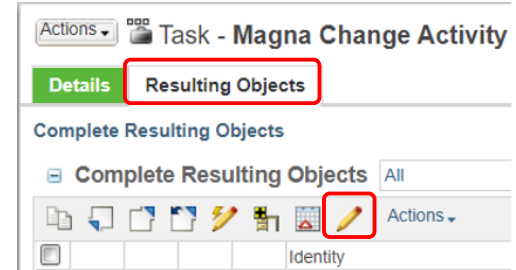 Actions Task - Magna Change Activity
Details Resulting Objects
Complete Resulting Objects
Complete Resulting Objects All
Actions
Identity